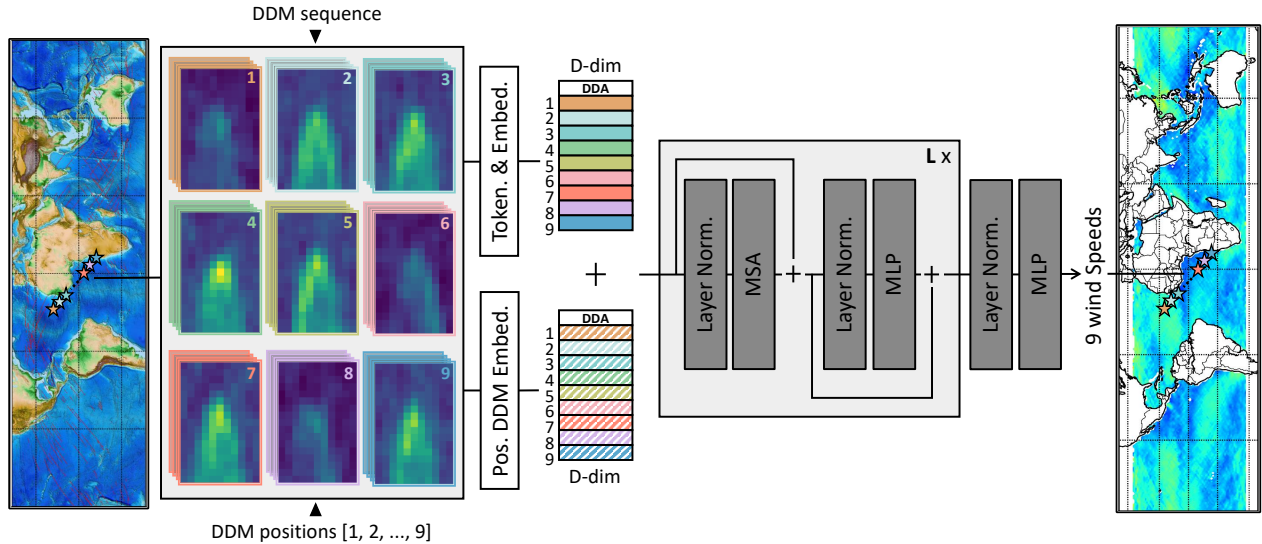 DDM sequence
1
2
3
4
5
6
7
8
9
DDM positions [1, 2, ..., 9]
Token. & Embed.
Pos. DDM Embed.
D-dim
DDA
1
2
3
4
5
6
7
8
9
+
DDA
1
2
3
4
5
6
7
8
9
D-dim
L x
Layer Norm.
MSA
+
Layer Norm.
MLP
+
Layer Norm.
MLP
9 wind Speeds